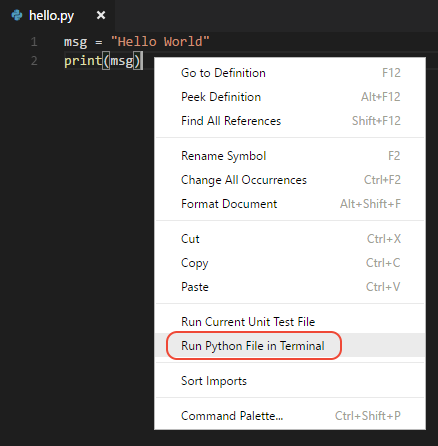 hello.py ×
1 msg = "Hello World"
2 print(msg)
Go to Definition F12
Peek Definition Alt+F12
Find All References Shift+F12
Rename Symbol F2
Change All Occurrences Ctrl+F2
Format Document Alt+Shift+F
Cut Ctrl+X
Copy Ctrl+C
Paste Ctrl+V
Run Current Unit Test File
Run Python File in Terminal
Sort Imports
Command Palette... Ctrl+Shift+P